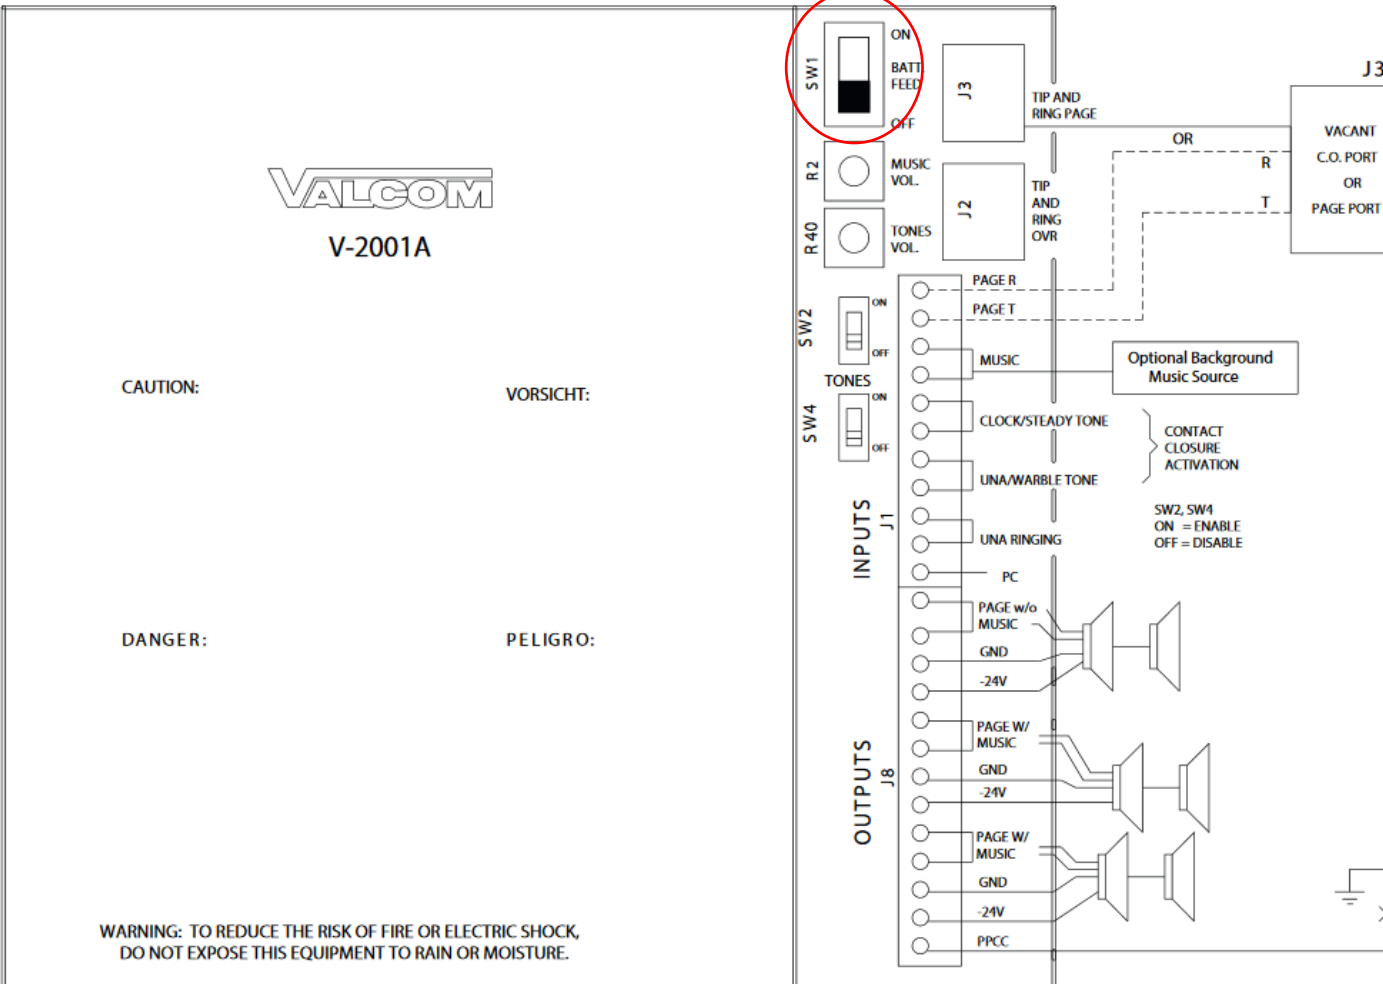 VALCOM
V-2001A
CAUTION:
VORSICHT:
DANGER:
PELIGRO:
WARNING: TO REDUCE THE RISK OF FIRE OR ELECTRIC SHOCK,
DO NOT EXPOSE THIS EQUIPMENT TO RAIN OR MOISTURE.
SW1
ON
BATT.
FEED
OFF
R2
MUSIC
VOL.
R40
TONES
VOL.
J3
TIP AND
RING PAGE
J2
TIP
AND
RING
OVR
SW2
ON
OFF
TONES
SW4
ON
OFF
INPUTS
J1
PAGE R
PAGE T
MUSIC
CLOCK/STEADY TONE
UNA/WARBLE TONE
UNA RINGING
PC
OUTPUTS
J8
PAGE w/o
MUSIC
GND
-24V
PAGE W/
MUSIC
GND
-24V
PAGE W/
MUSIC
GND
-24V
PPCC
OR
R
T
J3
VACANT
C.O. PORT
OR
PAGE PORT
Optional Background
Music Source
CONTACT
CLOSURE
ACTIVATION
SW2, SW4
ON = ENABLE
OFF = DISABLE